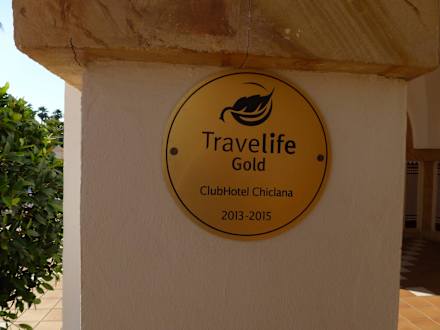 Travelife
Gold
ClubHotel Chiclana
2013-2015